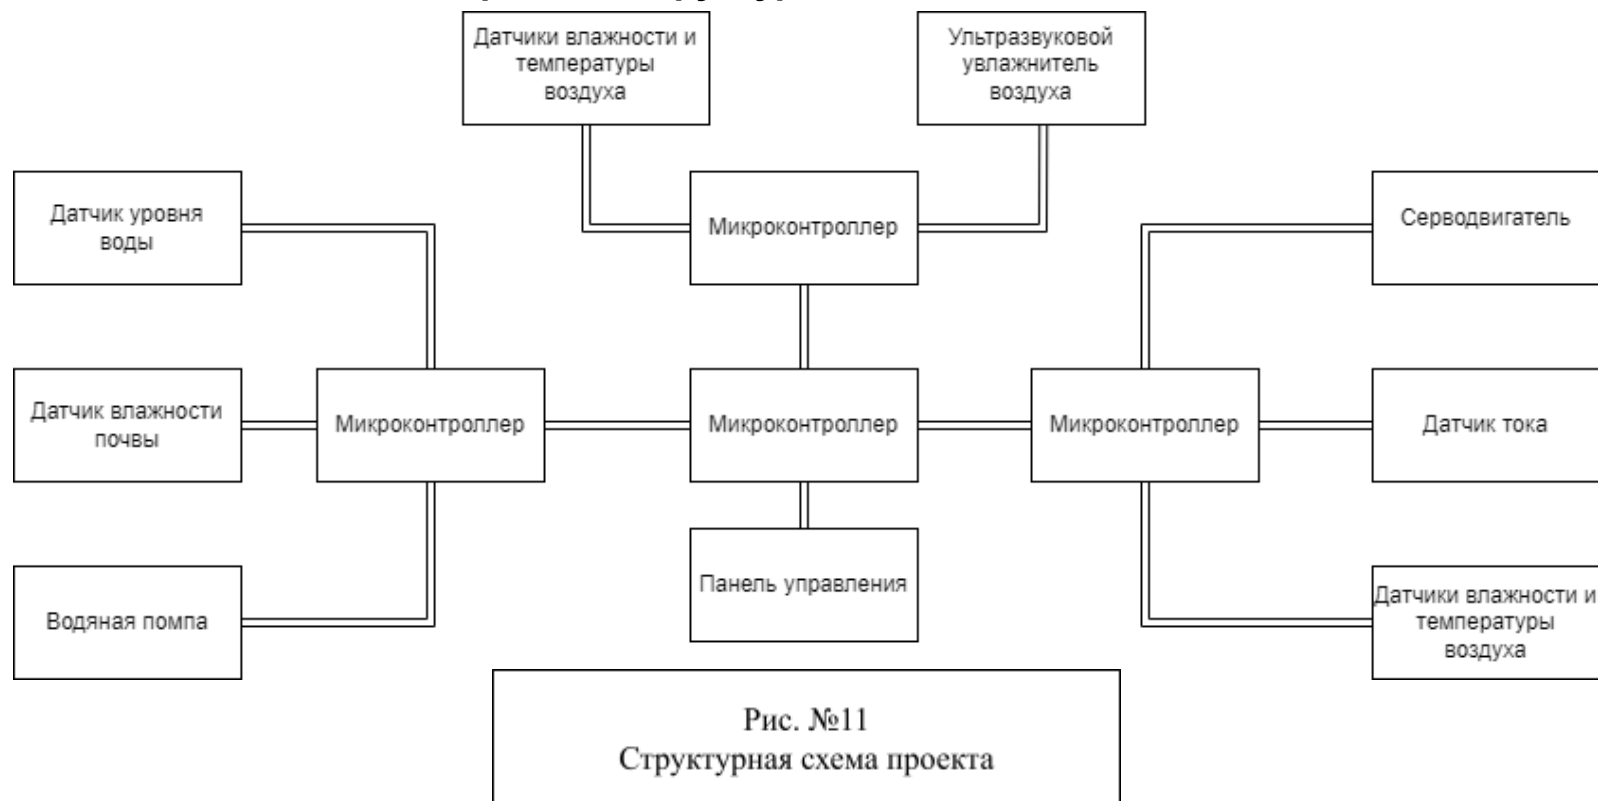 Датчики влажности и
температуры
воздуха
Ультразвуковой
увлажнитель
воздуха
Датчик уровня
воды
Микроконтроллер
Серводвигатель
Датчик влажности
почвы
Микроконтроллер
Микроконтроллер
Микроконтроллер
Датчик тока
Водяная помпа
Панель управления
Датчики влажности и
температуры
воздуха
Рис. №11
Структурная схема проекта